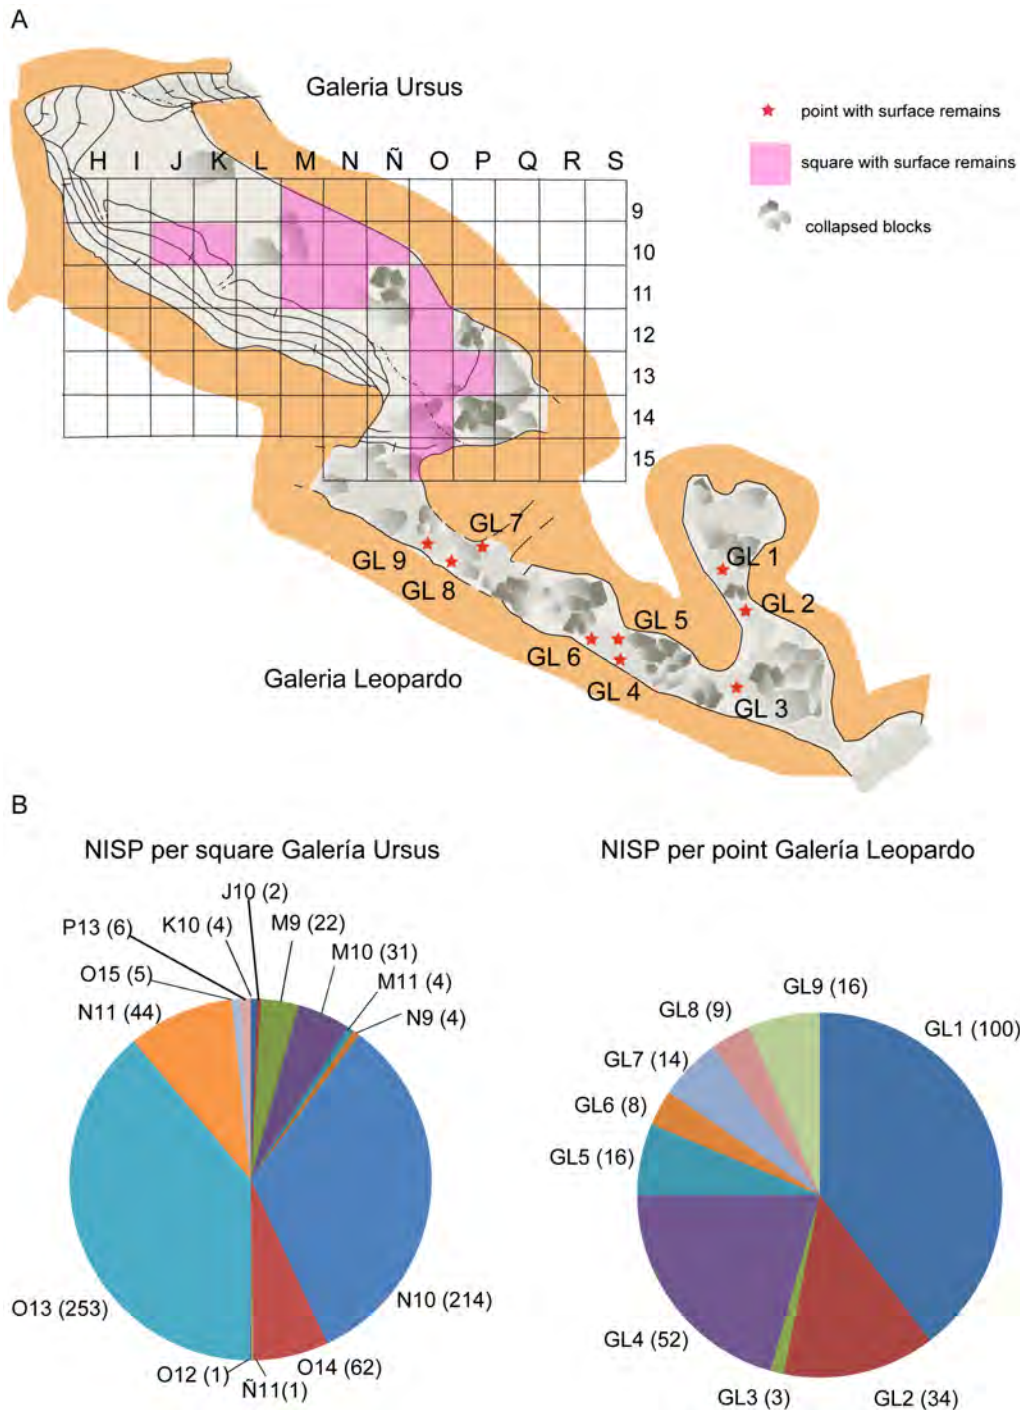 A
Galeria Ursus
point with surface remains
square with surface remains
collapsed blocks
H I J K L M N Ñ O P Q R S
9
10
11
12
13
14
15
GL 7
GL 9
GL 8
GL 1
GL 2
GL 5
GL 6
GL 4
GL 3
Galeria Leopardo
B
NISP per square Galería Ursus
J10 (2)
K10 (4)
P13 (6)
M9 (22)
M10 (31)
O15 (5)
M11 (4)
N11 (44)
N9 (4)
O13 (253)
N10 (214)
O12 (1)
O14 (62)
Ñ11(1)
NISP per point Galería Leopardo
GL9 (16)
GL8 (9)
GL1 (100)
GL7 (14)
GL6 (8)
GL5 (16)
GL4 (52)
GL3 (3)
GL2 (34)